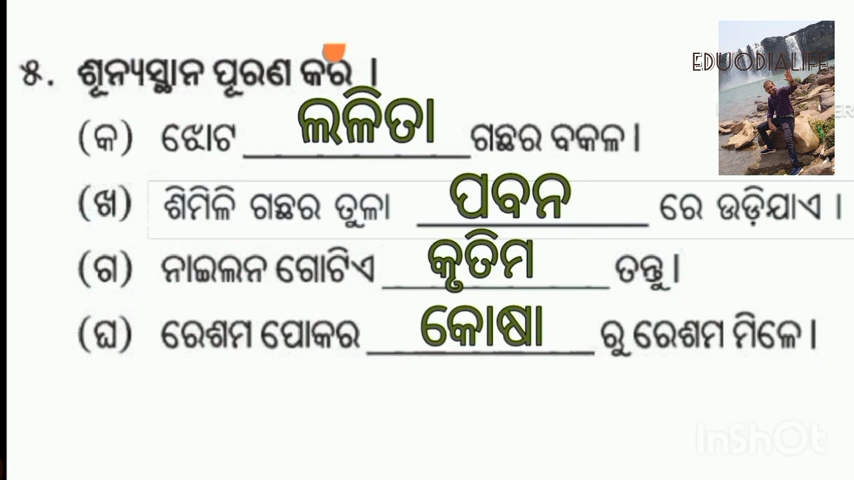 ୫. ଶୂନ୍ୟସ୍ଥାନ ପୂରଣ କର ।
EDUODIALIFE
(କ) ଝୋଟ ଲଳିତା ଗଛର ବକଳ ।
(ଖ) ଶିମିଳି ଗଛର ତୁଳା ପବନ ରେ ଉଡ଼ିଯାଏ ।
(ଗ) ନାଇଲନ ଗୋଟିଏ କୃତିମ ତନ୍ତୁ ।
(ଘ) ରେଶମ ପୋକର କୋଷା ରୁ ରେଶମ ମିଳେ ।
InShOt